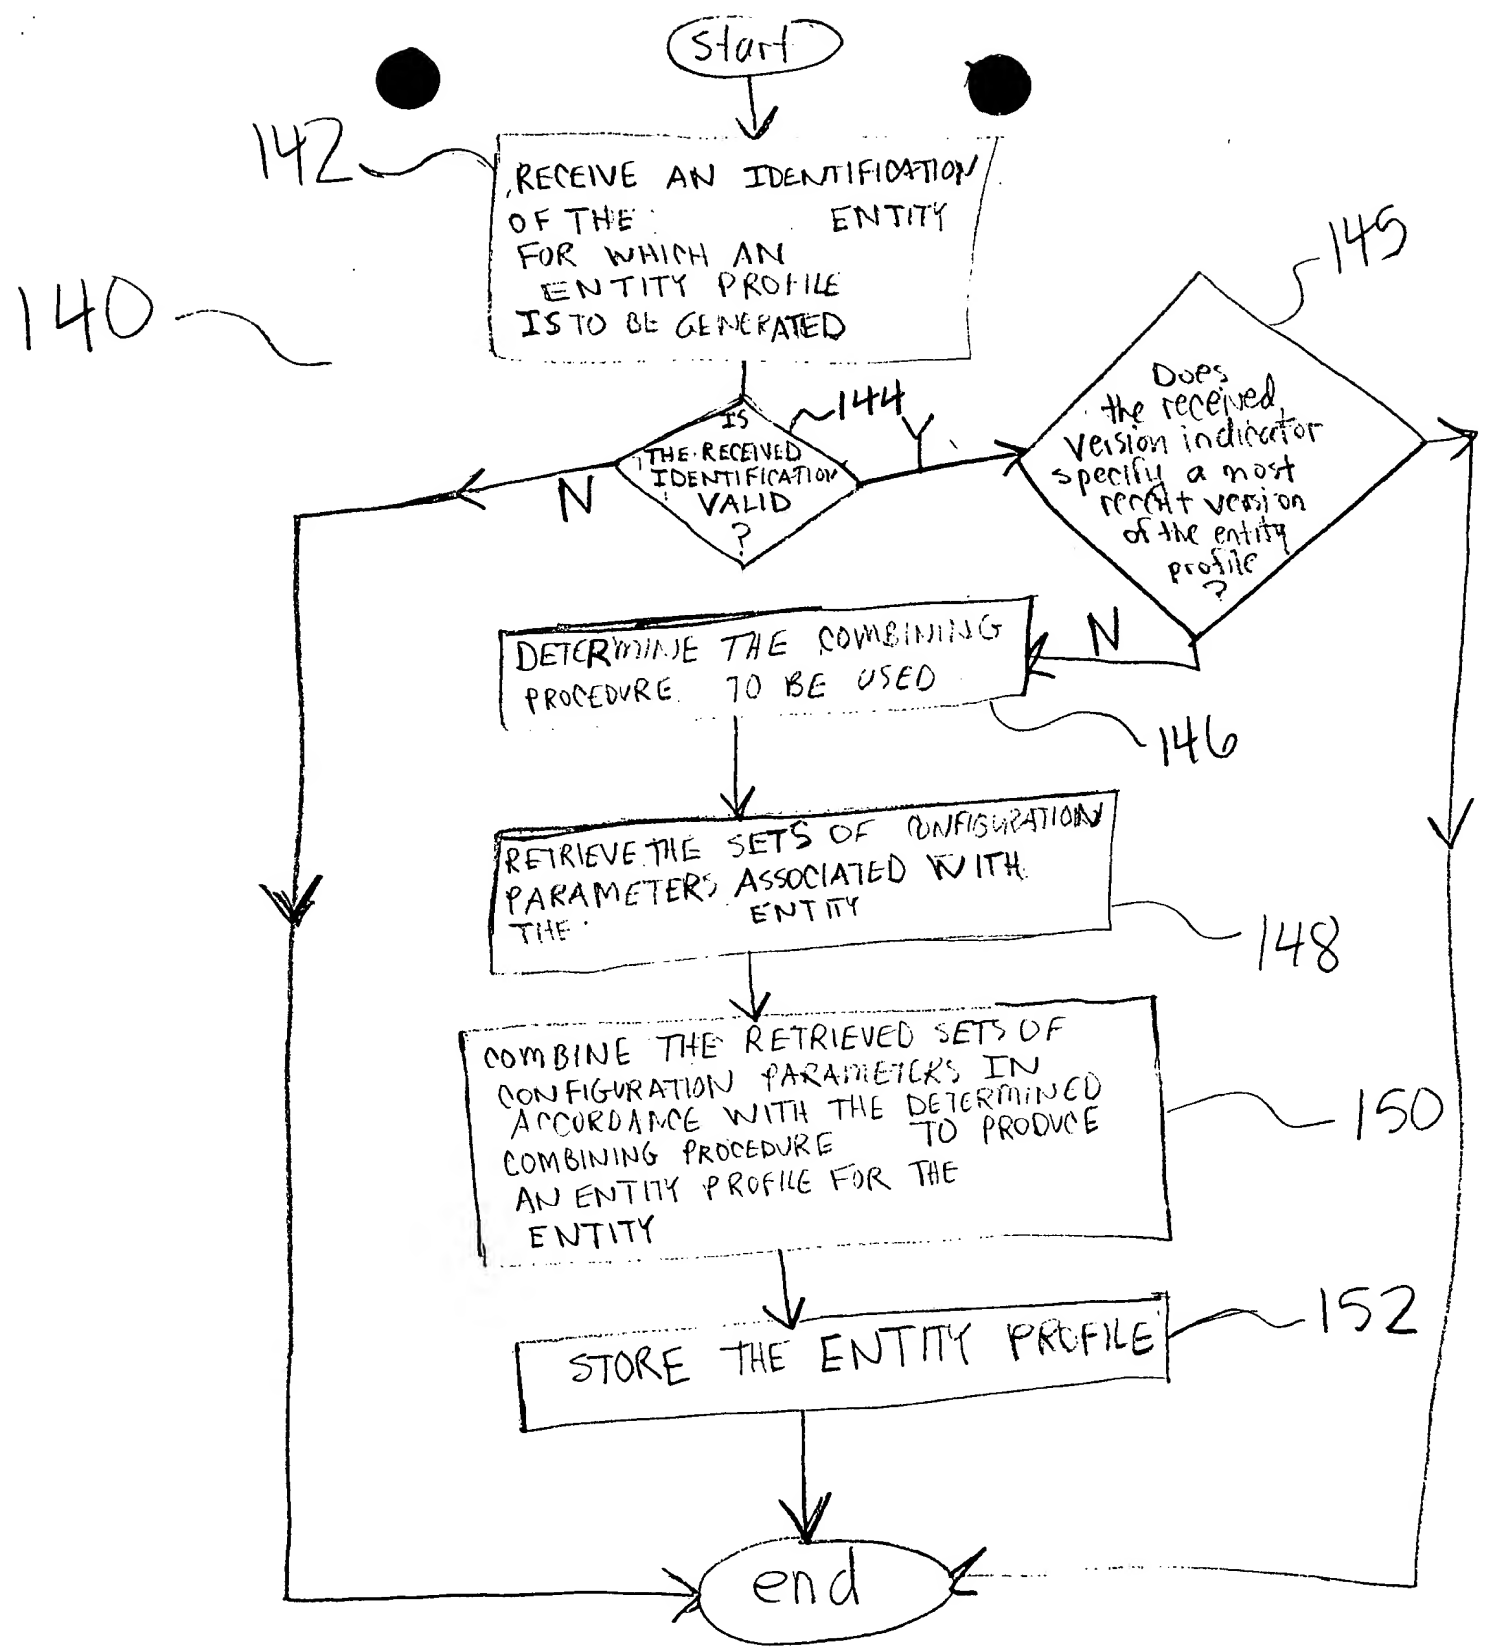 Start
142
RECEIVE AN IDENTIFICATION
OF THE ENTITY
FOR WHICH AN
ENTITY PROFILE
IS TO BE GENERATED
140
145
144
IS
THE RECEIVED
IDENTIFICATION
VALID
?
Y
N
Does
the received
version indicator
specify a most
recent version
of the entity
profile
?
N
DETERMINE THE COMBINING
PROCEDURE TO BE USED
146
RETRIEVE THE SETS OF CONFIGURATION
PARAMETERS ASSOCIATED WITH
THE ENTITY
148
COMBINE THE RETRIEVED SETS OF
CONFIGURATION PARAMETERS IN
ACCORDANCE WITH THE DETERMINED
COMBINING PROCEDURE TO PRODUCE
AN ENTITY PROFILE FOR THE
ENTITY
150
STORE THE ENTITY PROFILE
152
end